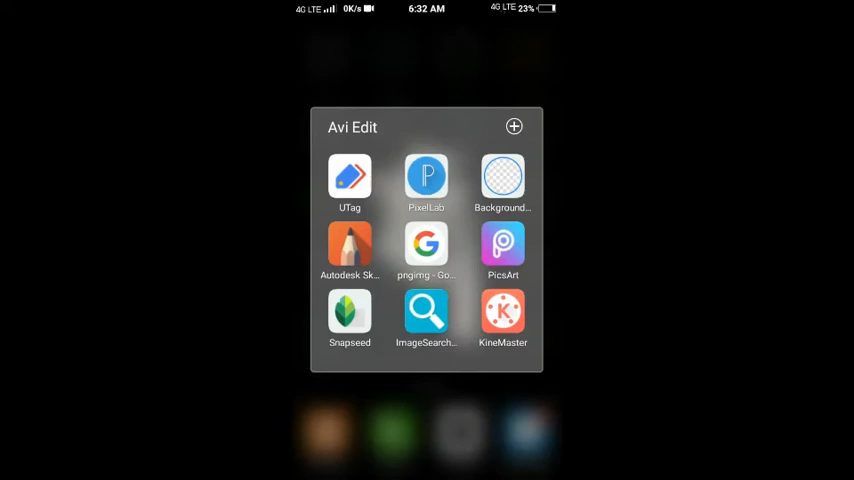 4G LTE 0K/s 6:32 AM 4G LTE 23%
Avi Edit
UTag PixelLab Background...
Autodesk Sk... pngimg - Go... PicsArt
Snapseed ImageSearch... KineMaster